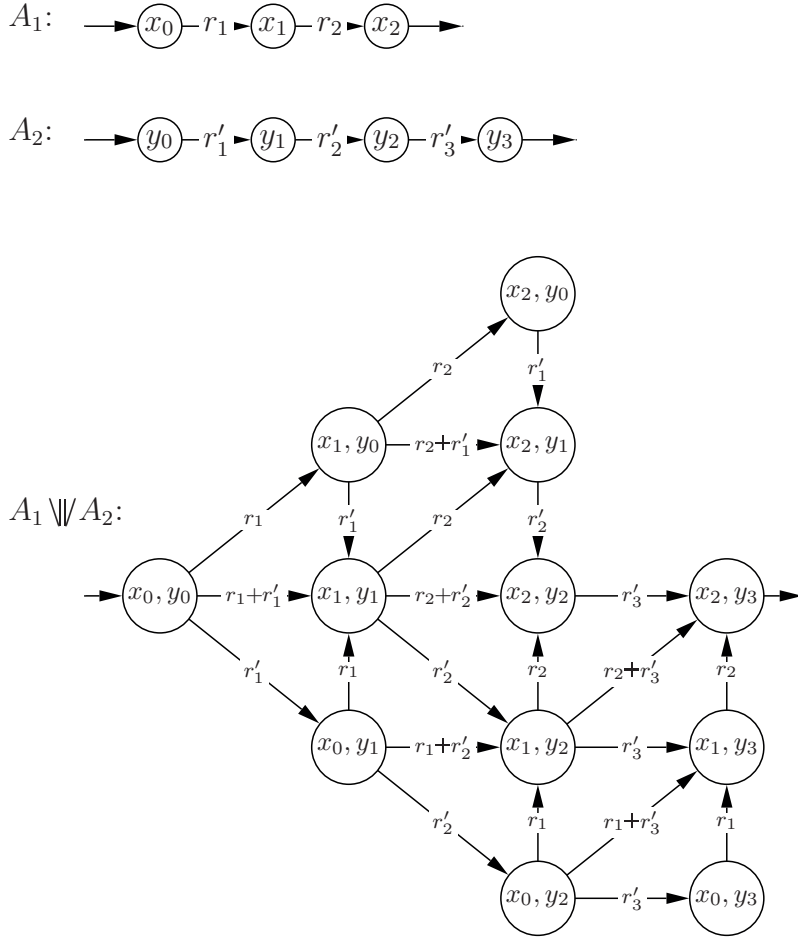 A₁: x₀ r₁ x₁ r₂ x₂
A₂: y₀ r′₁ y₁ r′₂ y₂ r′₃ y₃
x₂, y₀
r₂ r′₁
x₁, y₀ r₂+r′₁ x₂, y₁
A₁ \||/ A₂:
r₁ r′₁ r₂ r′₂
x₀, y₀ r₁+r′₁ x₁, y₁ r₂+r′₂ x₂, y₂ r′₃ x₂, y₃
r′₁ r₁ r′₂ r₂ r₂+r′₃ r₂
x₀, y₁ r₁+r′₂ x₁, y₂ r′₃ x₁, y₃
r′₂ r₁ r₁+r′₃ r₁
x₀, y₂ r′₃ x₀, y₃